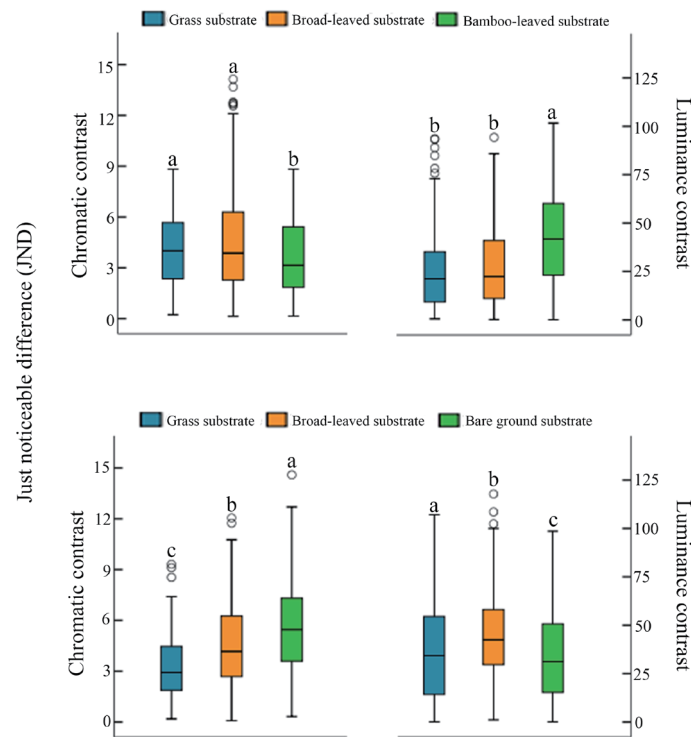 Grass substrate Broad-leaved substrate Bamboo-leaved substrate
Just noticeable difference (JND)
Chromatic contrast
15
12
9
6
3
0
a
a
b
b
b
a
125
100
75
50
25
0
Luminance contrast
Grass substrate Broad-leaved substrate Bare ground substrate
Chromatic contrast
15
12
9
6
3
0
c
b
a
a
b
c
125
100
75
50
25
0
Luminance contrast